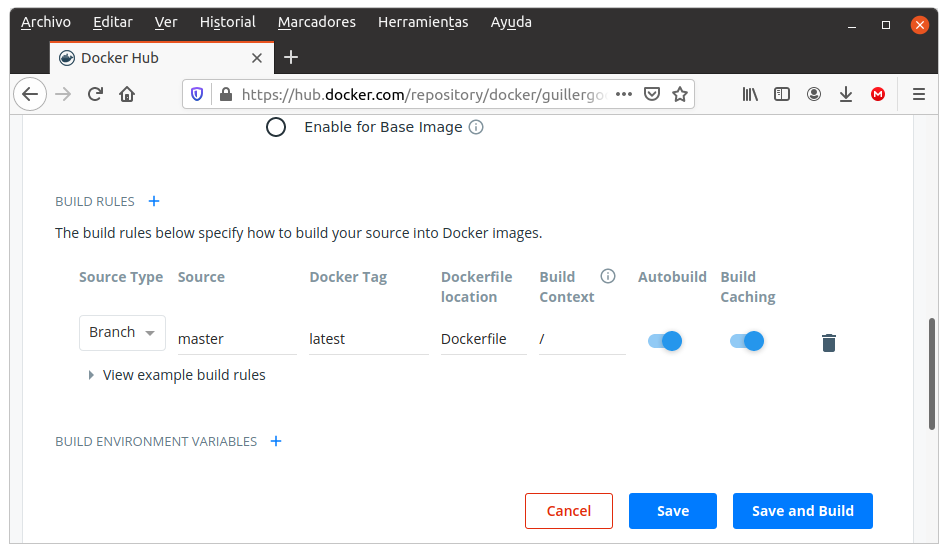 Archivo Editar Ver Historial Marcadores Herramientas Ayuda
Docker Hub
https://hub.docker.com/repository/docker/guillergo
Enable for Base Image
BUILD RULES +
The build rules below specify how to build your source into Docker images.
Source Type Source Docker Tag Dockerfile location Build Context Autobuild Build Caching
Branch master latest Dockerfile /
View example build rules
BUILD ENVIRONMENT VARIABLES +
Cancel Save Save and Build